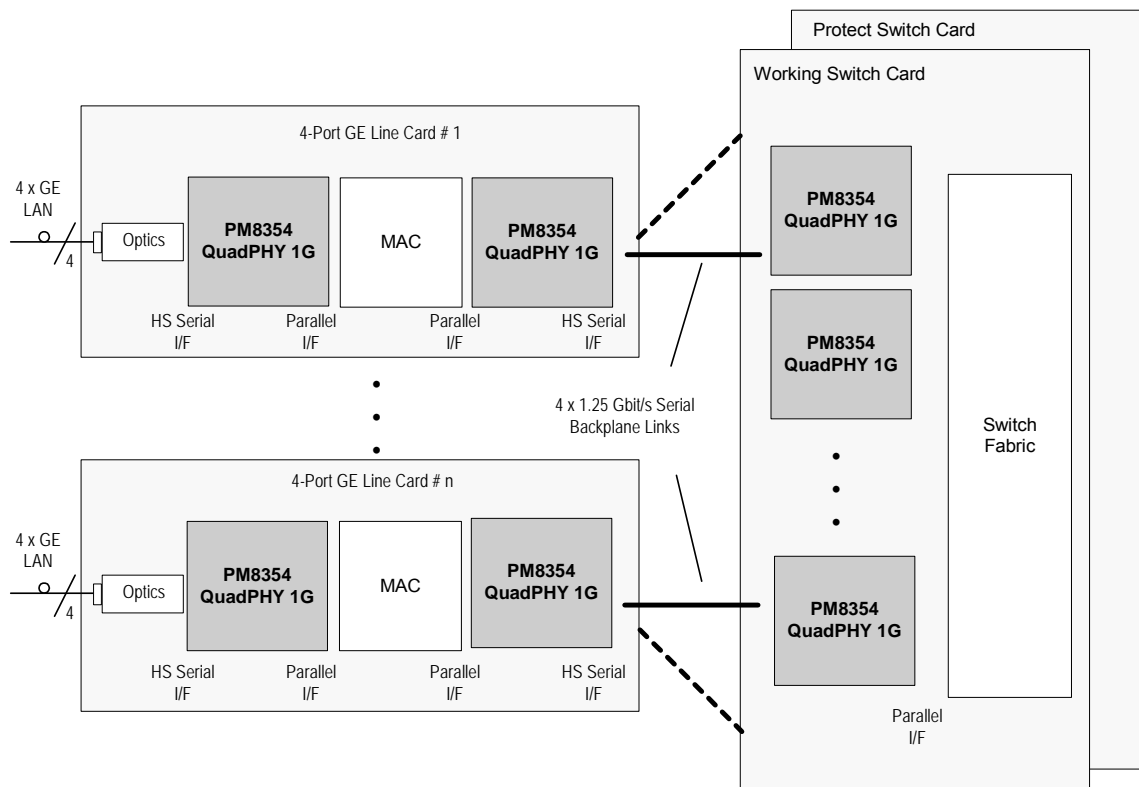 Protect Switch Card
Working Switch Card
4-Port GE Line Card # 1
4 x GE
LAN
4
Optics
PM8354
QuadPHY 1G
MAC
PM8354
QuadPHY 1G
HS Serial
I/F
Parallel
I/F
Parallel
I/F
HS Serial
I/F
PM8354
QuadPHY 1G
PM8354
QuadPHY 1G
4 x 1.25 Gbit/s Serial
Backplane Links
Switch
Fabric
4-Port GE Line Card # n
4 x GE
LAN
4
Optics
PM8354
QuadPHY 1G
MAC
PM8354
QuadPHY 1G
HS Serial
I/F
Parallel
I/F
Parallel
I/F
HS Serial
I/F
PM8354
QuadPHY 1G
Parallel
I/F